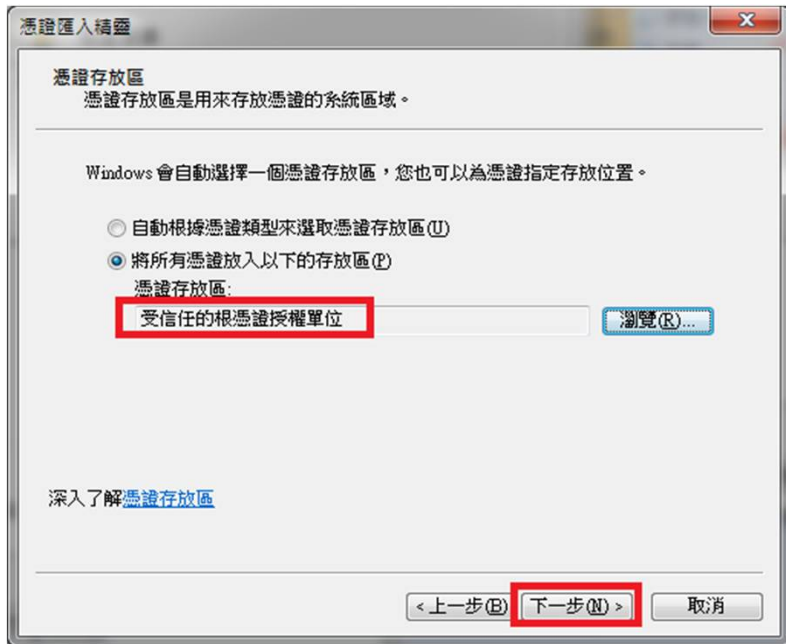 憑證匯入精靈
憑證存放區
憑證存放區是用來存放憑證的系統區域。
Windows 會自動選擇一個憑證存放區，您也可以為憑證指定存放位置。
自動根據憑證類型來選取憑證存放區(U)
將所有憑證放入以下的存放區(P)
憑證存放區:
受信任的根憑證授權單位
瀏覽(R)...
深入了解憑證存放區
<上一步(B)
下一步(N) >
取消